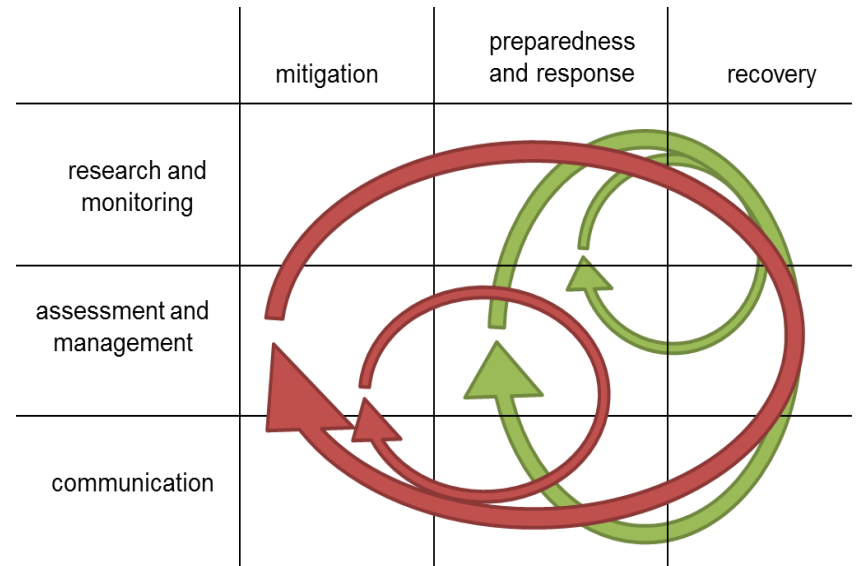 mitigation
preparedness
and response
recovery
research and
monitoring
assessment and
management
communication